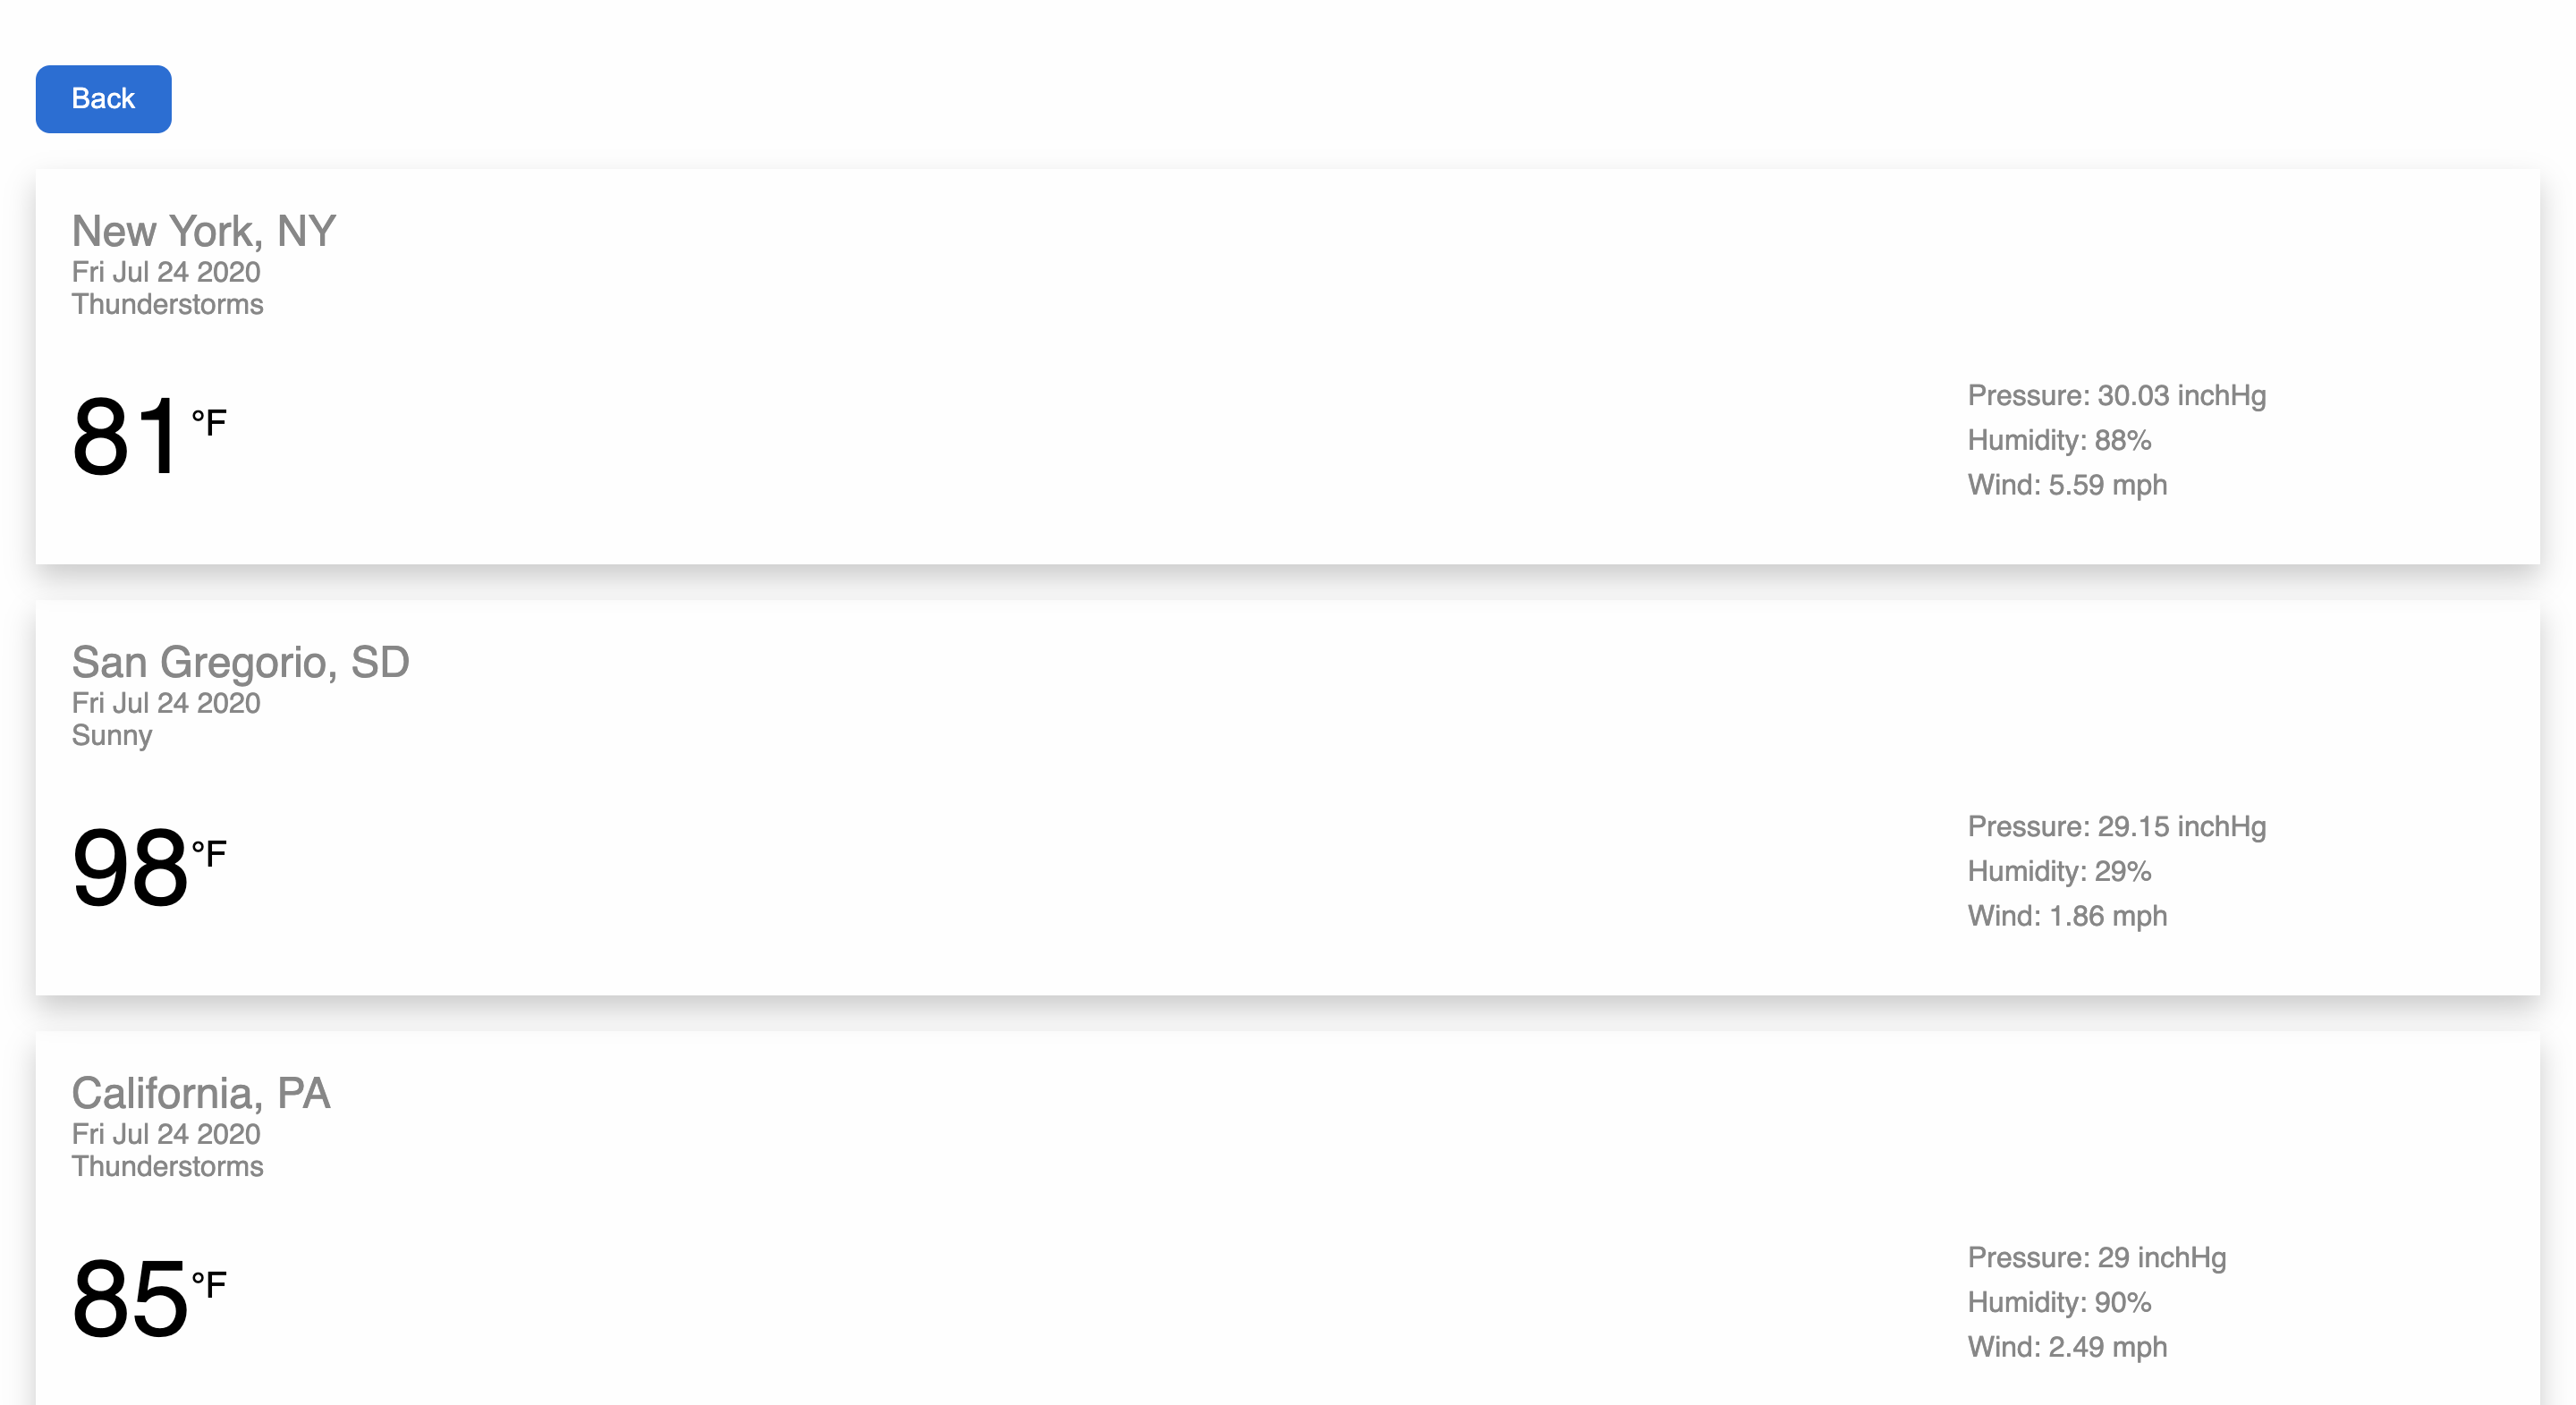 Back
New York, NY
Fri Jul 24 2020
Thunderstorms
81 °F
Pressure: 30.03 inchHg
Humidity: 88%
Wind: 5.59 mph
San Gregorio, SD
Fri Jul 24 2020
Sunny
98 °F
Pressure: 29.15 inchHg
Humidity: 29%
Wind: 1.86 mph
California, PA
Fri Jul 24 2020
Thunderstorms
85 °F
Pressure: 29 inchHg
Humidity: 90%
Wind: 2.49 mph